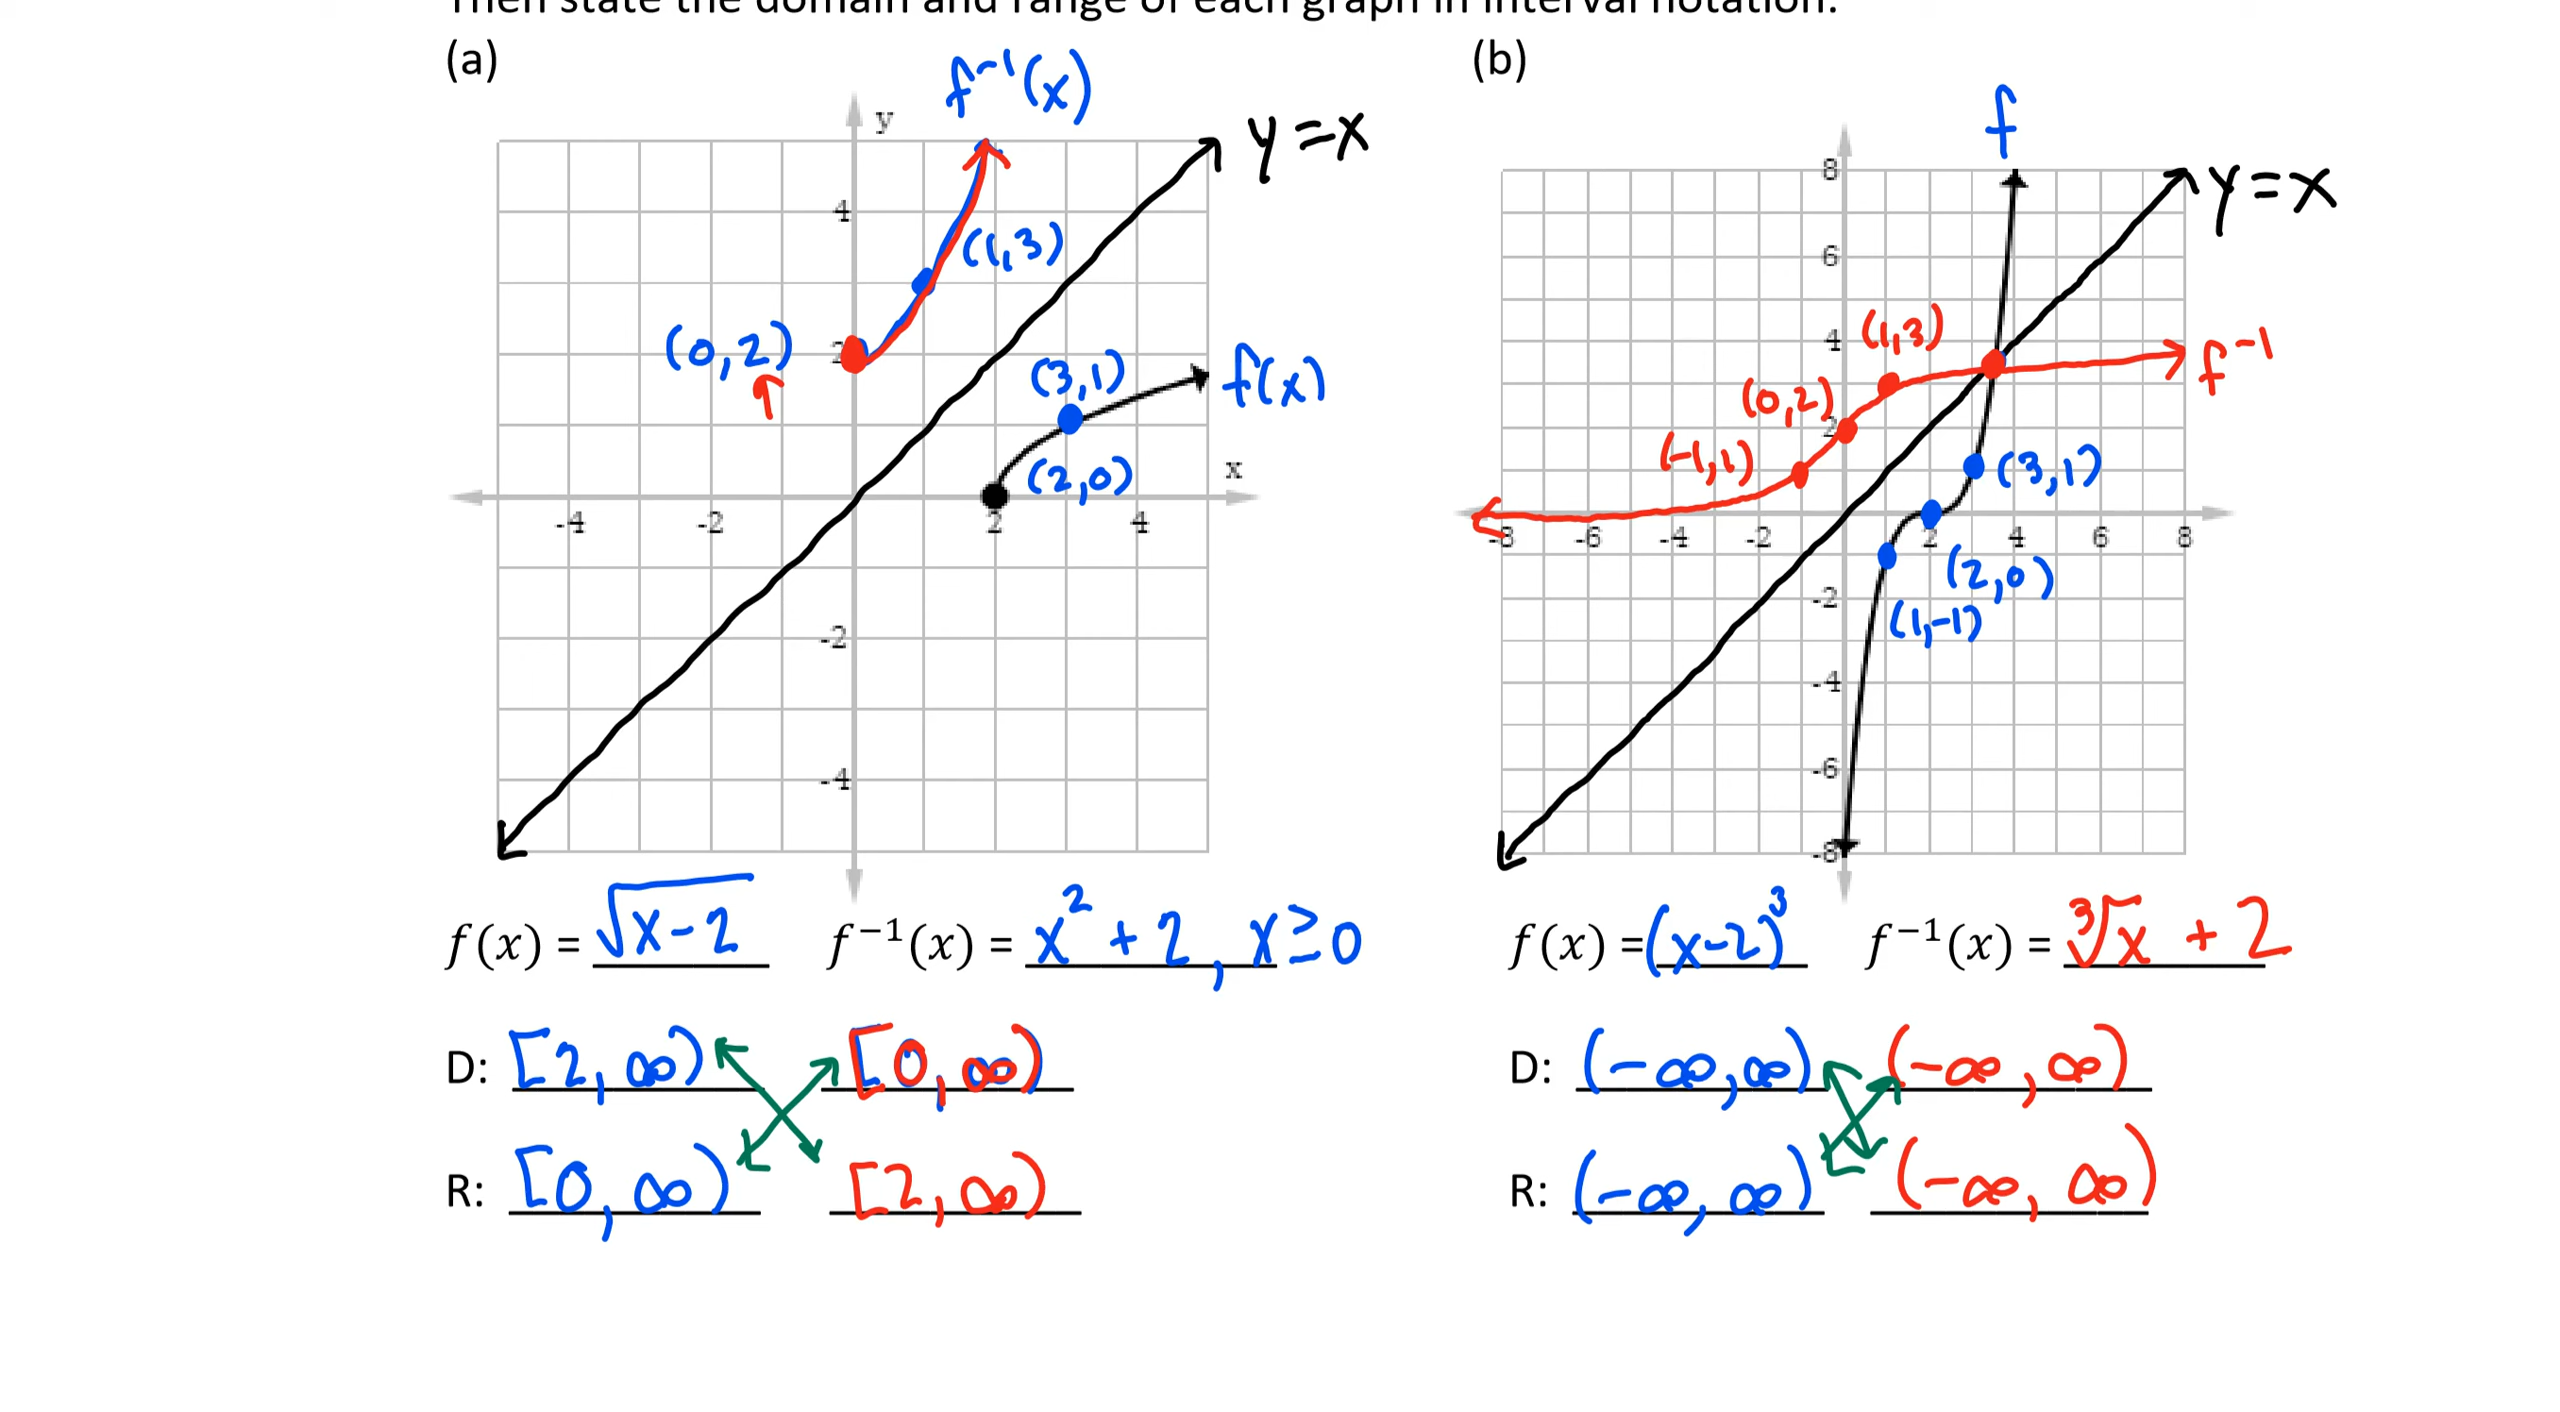 Then state the domain and range of each graph in interval notation.
(a)
f⁻¹(x)
y
y=x
4
(1,3)
(0,2)
2
(3,1)
f(x)
(2,0)
x
-4 -2 2 4
-2
-4
f(x) = √(x-2) f⁻¹(x) = x²+2, x≥0
D: [2,∞) [0,∞)
R: [0,∞) [2,∞)
(b)
f
8
y=x
6
(1,3)
4
f⁻¹
(0,2)
2
(-1,1)
(3,1)
-8 -6 -4 -2 2 4 6 8
(2,0)
-2
(1,-1)
-4
-6
-8
f(x) = (x-2)³ f⁻¹(x) = ³√x + 2
D: (-∞,∞) (-∞,∞)
R: (-∞,∞) (-∞,∞)